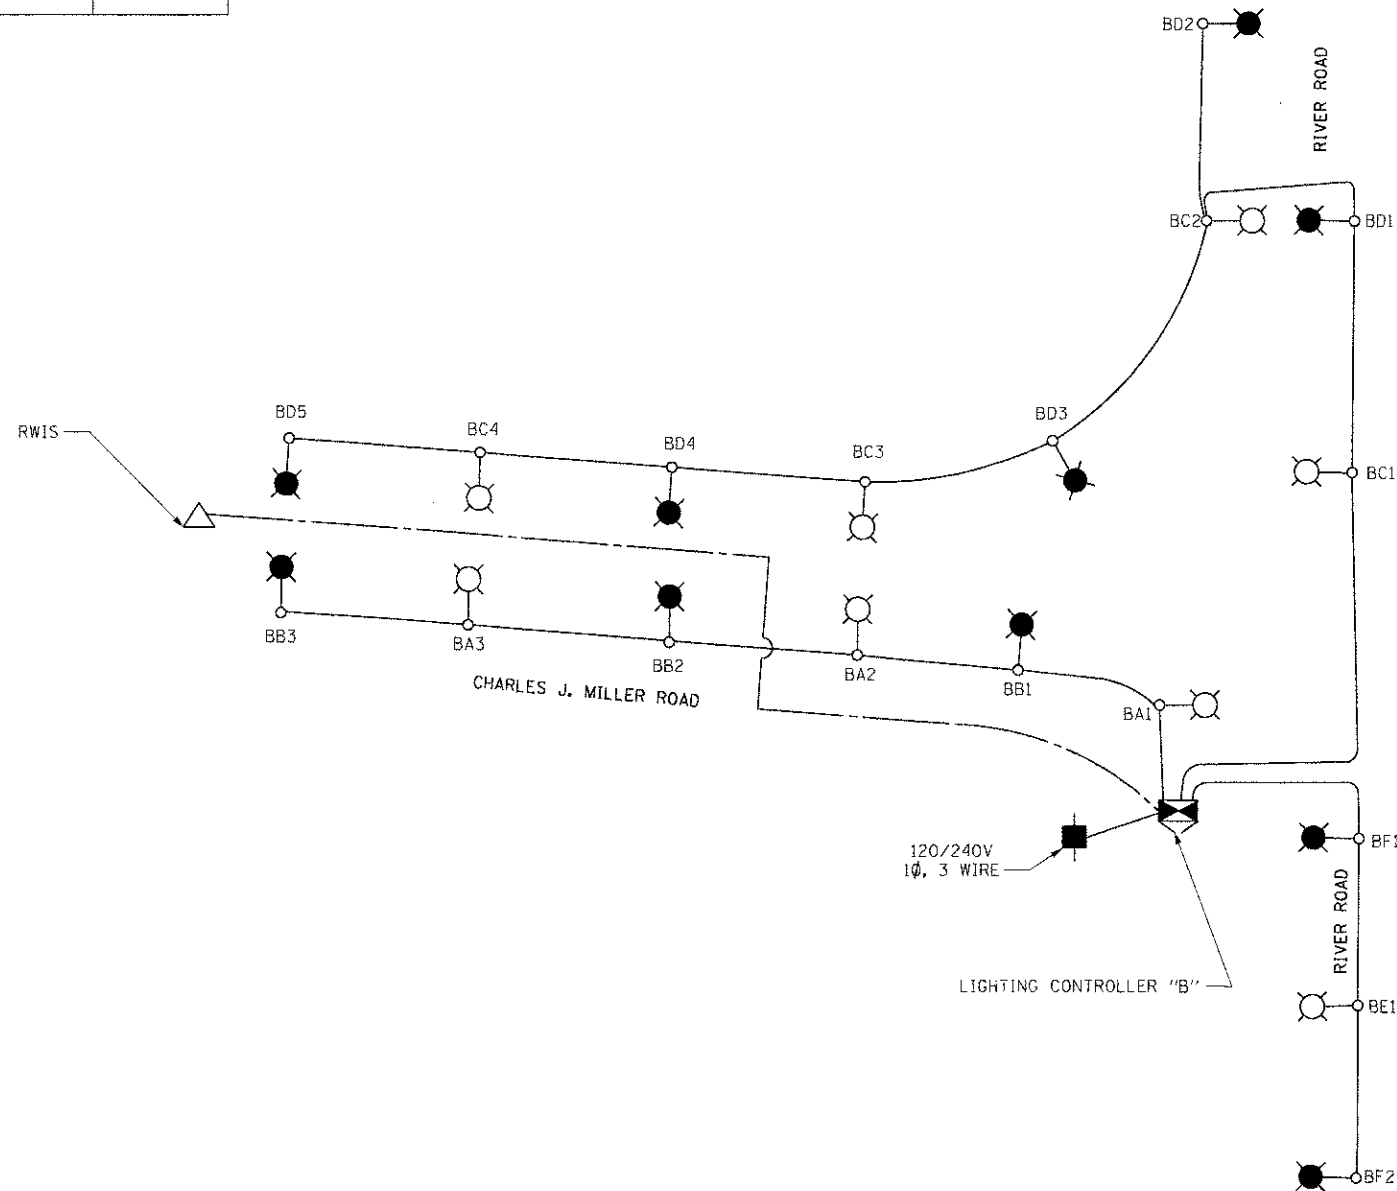 BD2
RIVER ROAD
BC2
BD1
BD5
BC4
BD4
BC3
BD3
RWIS
BC1
BB3
BA3
BB2
BA2
BB1
CHARLES J. MILLER ROAD
BA1
120/240V
1Ø, 3 WIRE
BF1
RIVER ROAD
LIGHTING CONTROLLER "B"
BE1
BF2